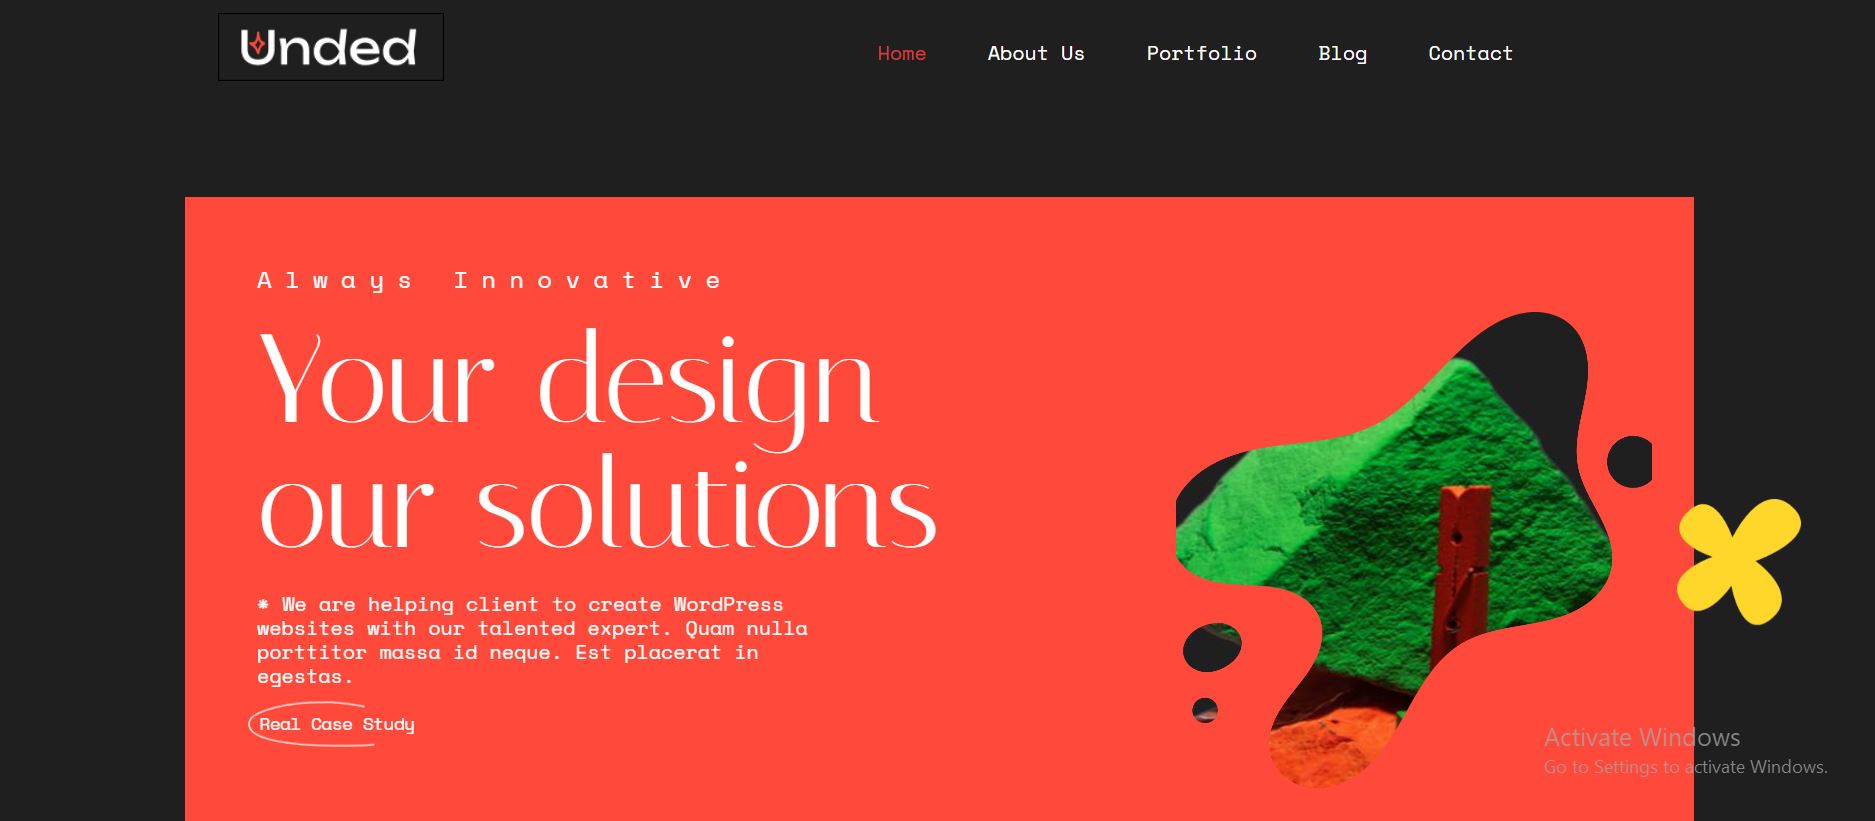 Unded
Home About Us Portfolio Blog Contact
Always Innovative
Your design
our solutions
* We are helping client to create WordPress
websites with our talented expert. Quam nulla
porttitor massa id neque. Est placerat in
egestas.
Real Case Study
Activate Windows
Go to Settings to activate Windows.